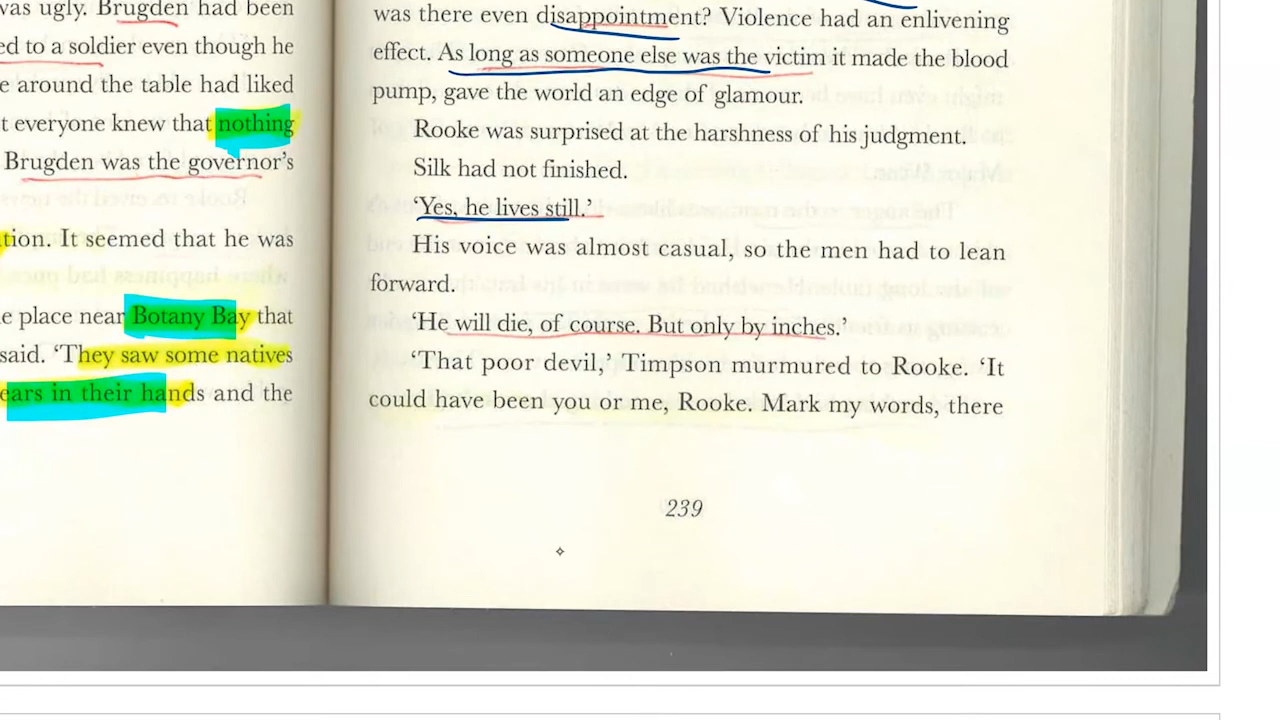 was ugly. Brugden had been
ed to a soldier even though he
e around the table had liked
t everyone knew that nothing
Brugden was the governor's
tion. It seemed that he was
e place near Botany Bay that
said. 'They saw some natives
ears in their hands and the
was there even disappointment? Violence had an enlivening
effect. As long as someone else was the victim it made the blood
pump, gave the world an edge of glamour.
Rooke was surprised at the harshness of his judgment.
Silk had not finished.
'Yes, he lives still.'
His voice was almost casual, so the men had to lean
forward.
'He will die, of course. But only by inches.'
'That poor devil,' Timpson murmured to Rooke. 'It
could have been you or me, Rooke. Mark my words, there
239